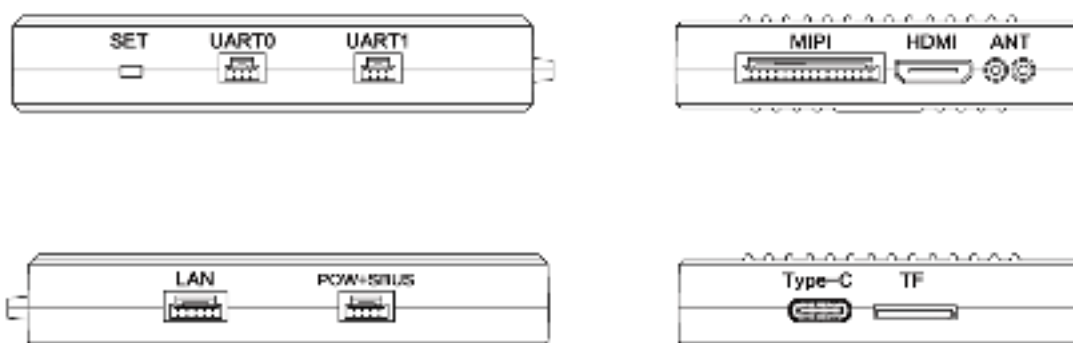 SET UART0 UART1
MIPI HDMI ANT
LAN POW+SBUS
Type-C TF